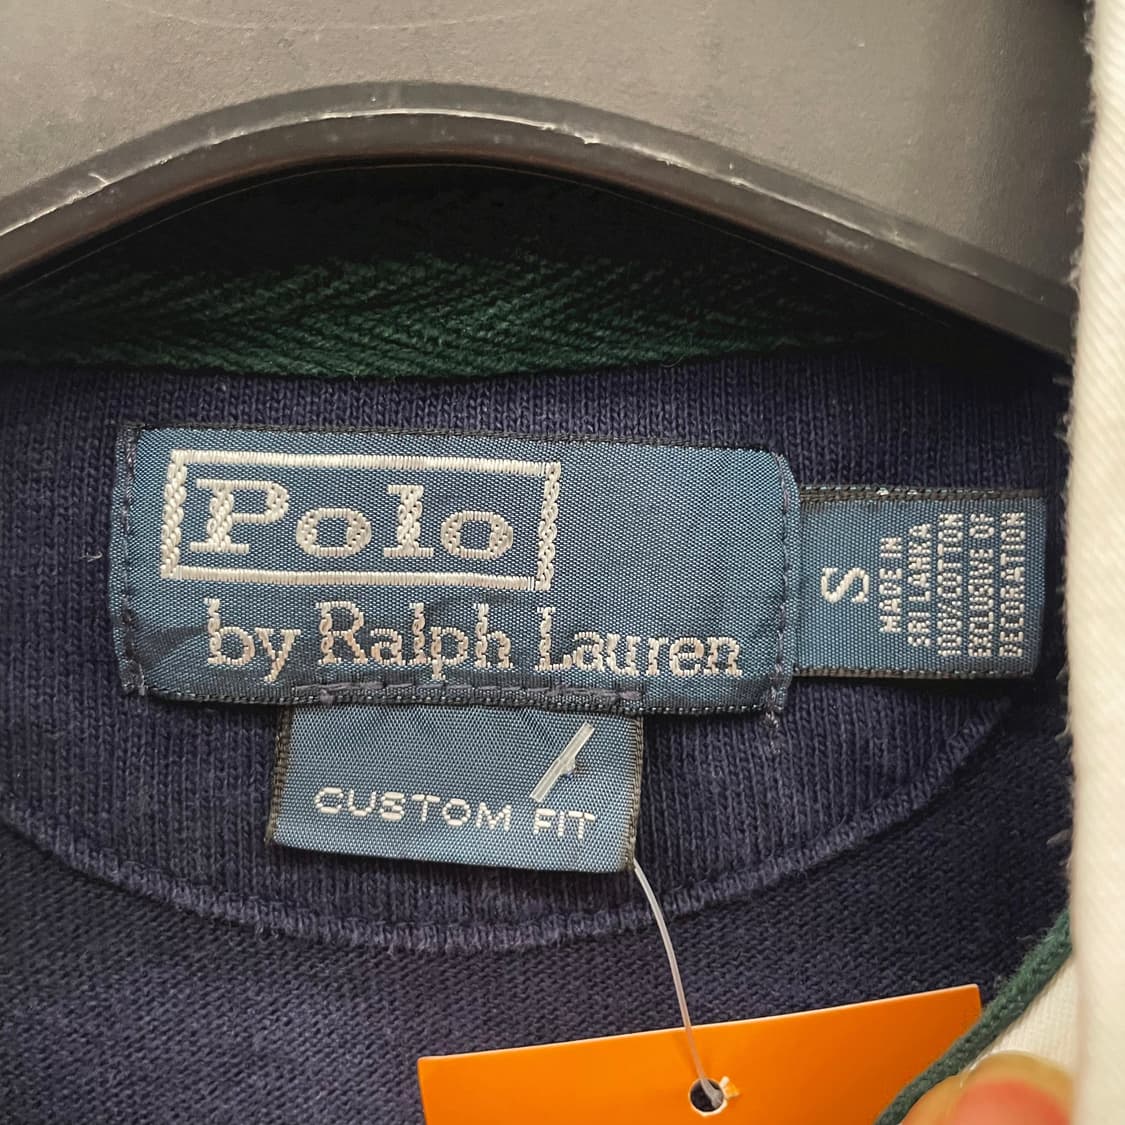 Polo
by Ralph Lauren
CUSTOM FIT
S
MADE IN
SRI LANKA
100% COTTON
EXCLUSIVE OF
DECORATION